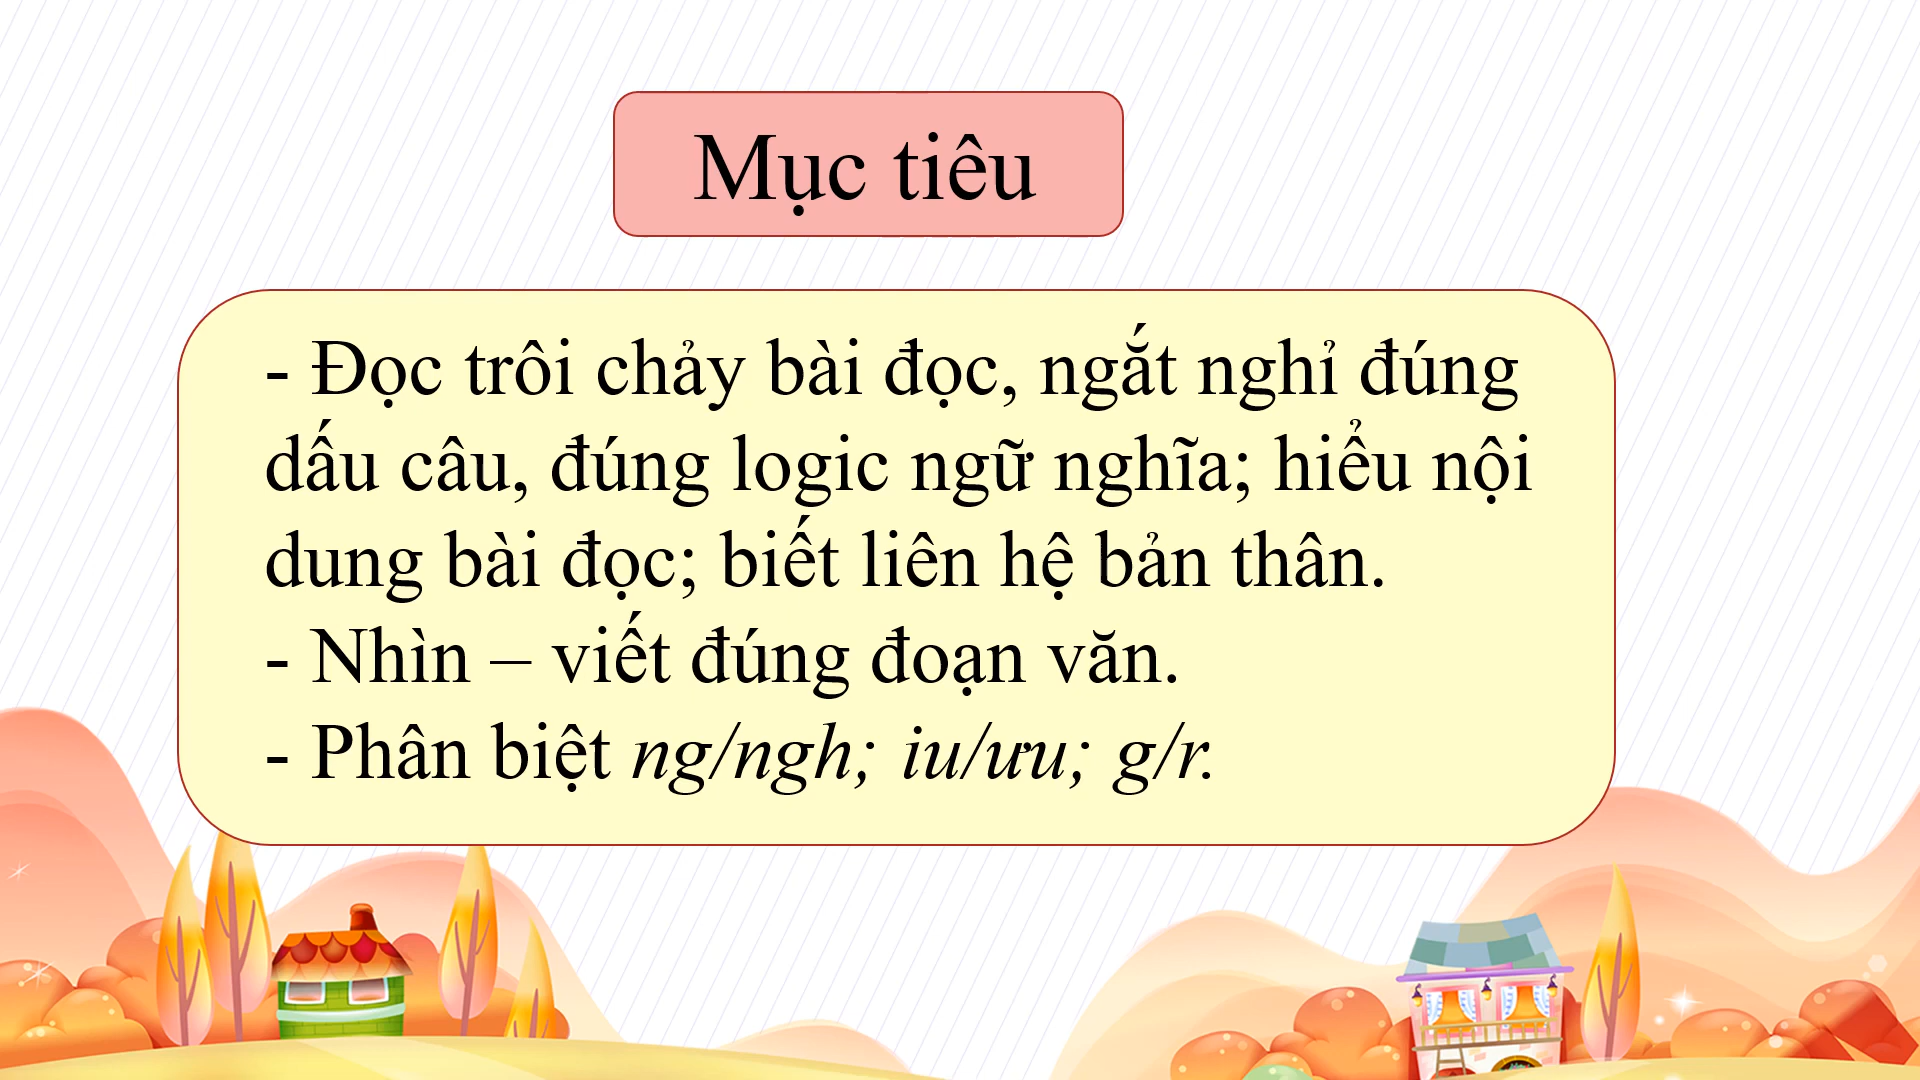 Mục tiêu
- Đọc trôi chảy bài đọc, ngắt nghỉ đúng
dấu câu, đúng logic ngữ nghĩa; hiểu nội
dung bài đọc; biết liên hệ bản thân.
- Nhìn – viết đúng đoạn văn.
- Phân biệt ng/ngh; iu/ưu; g/r.